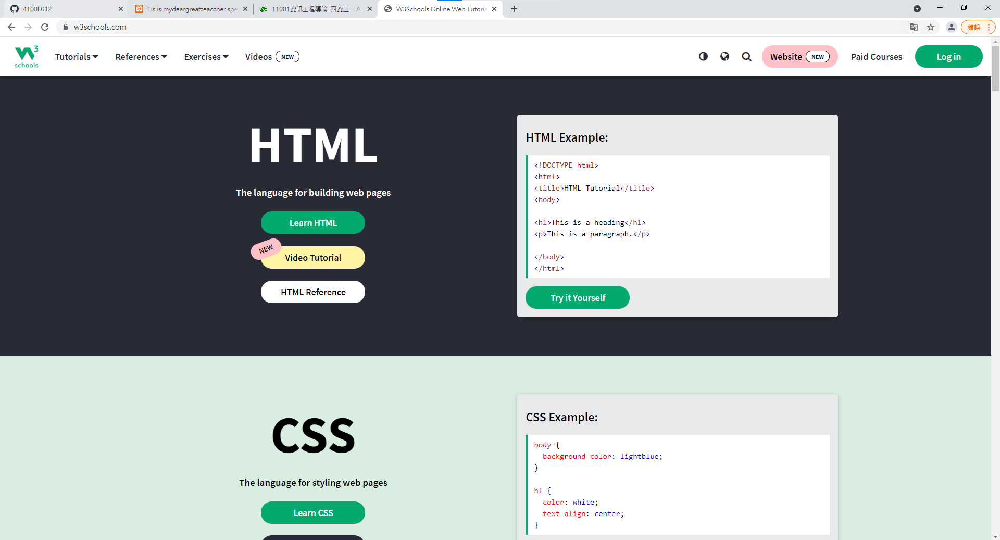 4100E012
Tis is mydeargreatteaccher spe
11001資訊工程導論_四資工一A
W3Schools Online Web Tutoria
w3schools.com
錯誤
3
schools
Tutorials
References
Exercises
Videos NEW
Website NEW
Paid Courses
Log in
HTML
The language for building web pages
Learn HTML
NEW
Video Tutorial
HTML Reference
HTML Example:
<!DOCTYPE html>
<html>
<title>HTML Tutorial</title>
<body>
<h1>This is a heading</h1>
<p>This is a paragraph.</p>
</body>
</html>
Try it Yourself
CSS
The language for styling web pages
Learn CSS
CSS Example:
body {
  background-color: lightblue;
}
h1 {
  color: white;
  text-align: center;
}